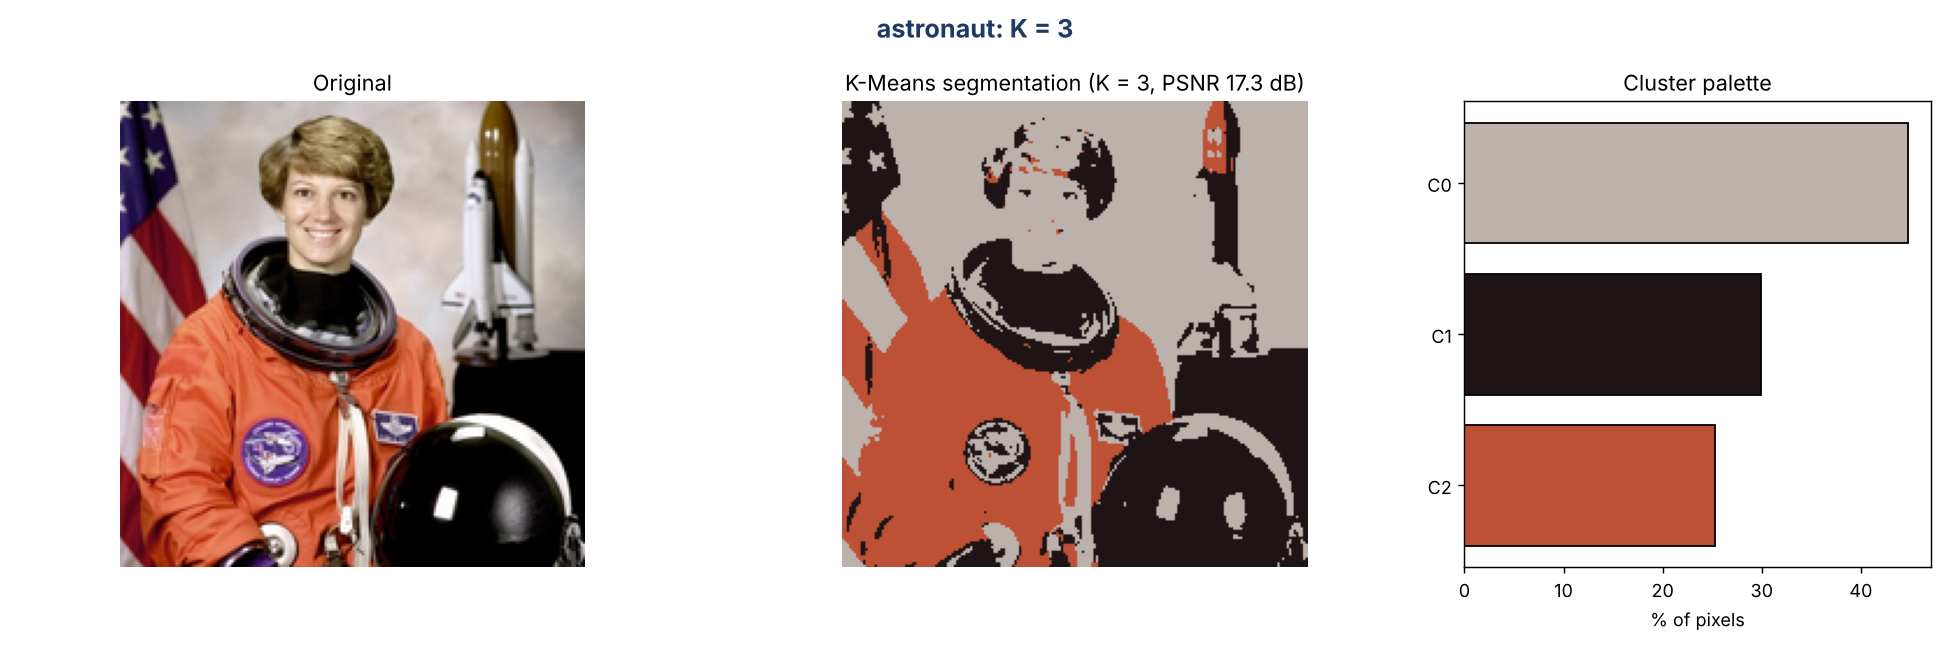 astronaut: K = 3
Original
K-Means segmentation (K = 3, PSNR 17.3 dB)
Cluster palette
C0
C1
C2
0 10 20 30 40
% of pixels